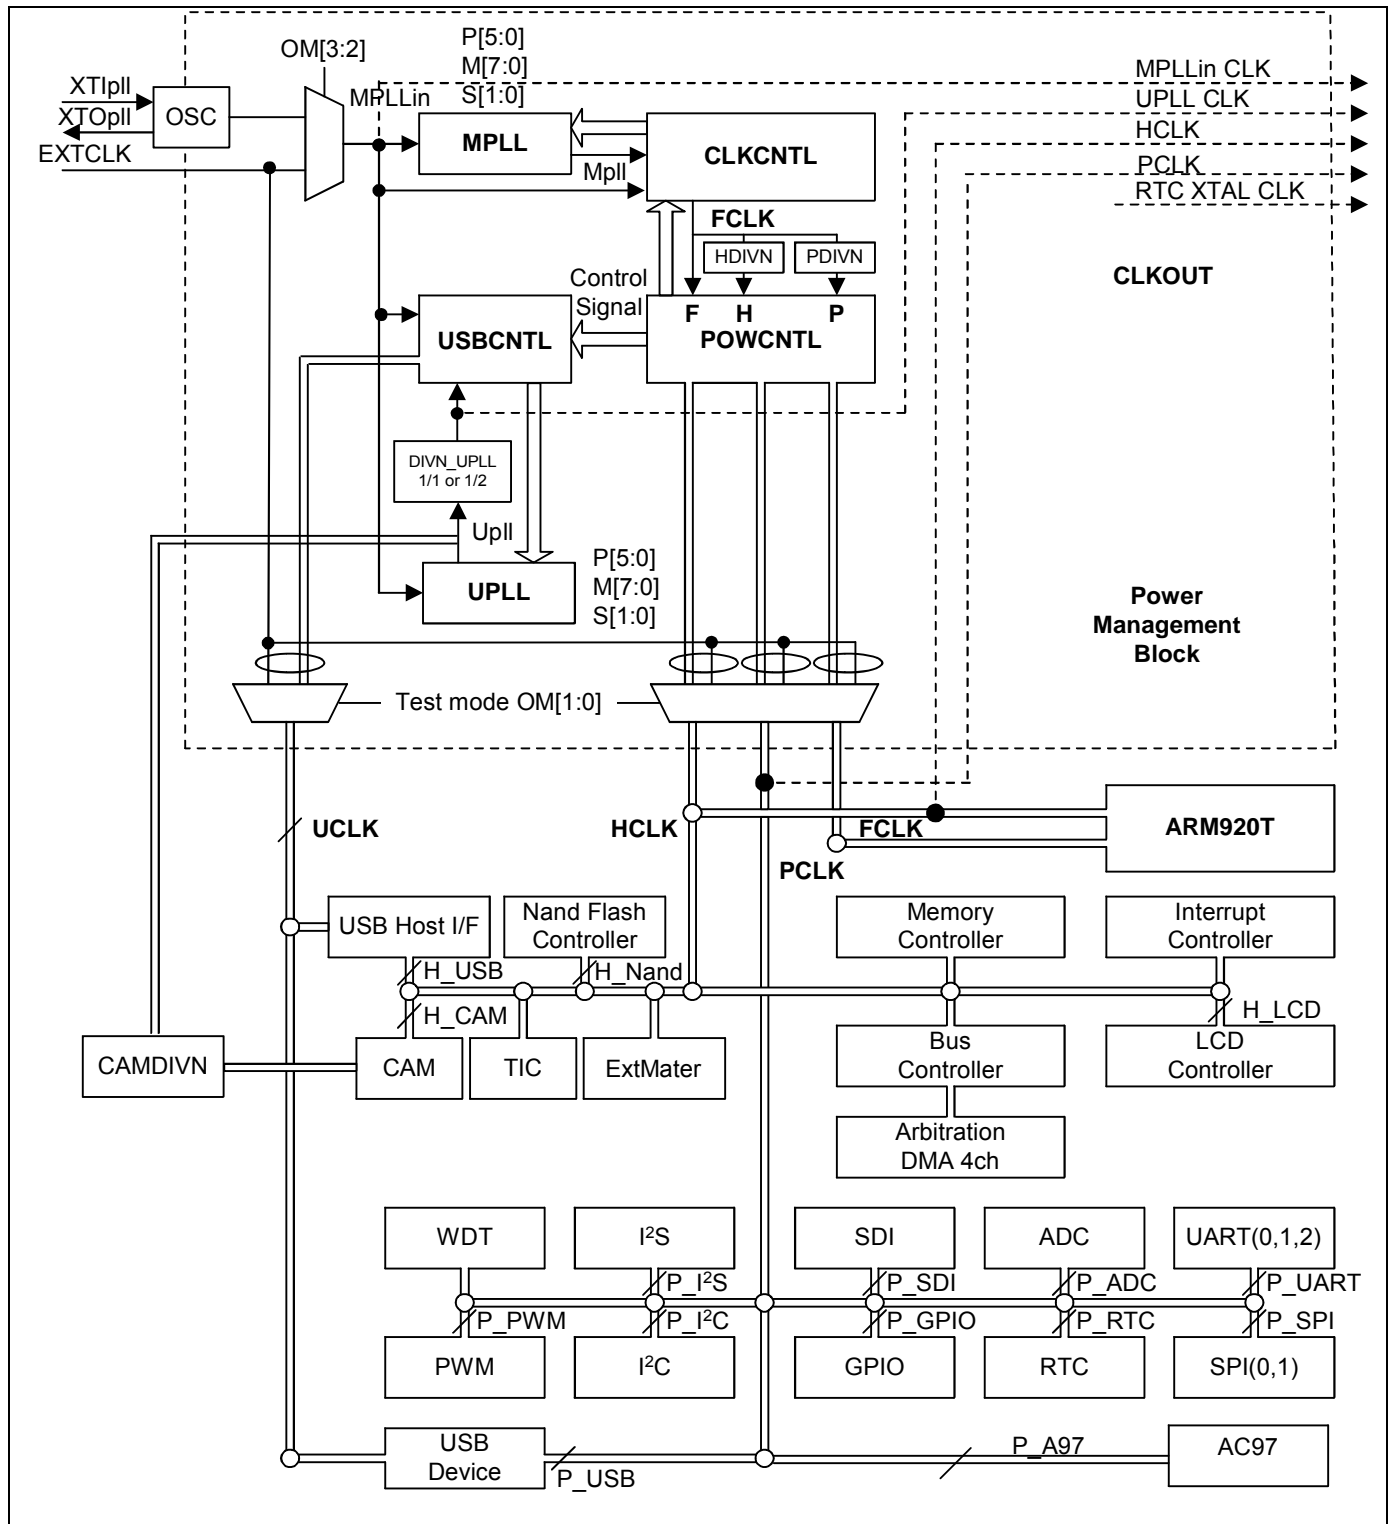 OM[3:2]
P[5:0]
M[7:0]
S[1:0]
XTIpll
XTOpll
EXTCLK
OSC
MPLLin
MPLL
Mpll
CLKCNTL
MPLLin CLK
UPLL CLK
HCLK
PCLK
RTC XTAL CLK
FCLK
HDIVN
PDIVN
CLKOUT
Control
Signal
F H P
POWCNTL
USBCNTL
DIVN_UPLL
1/1 or 1/2
Upll
UPLL
P[5:0]
M[7:0]
S[1:0]
Power
Management
Block
Test mode OM[1:0]
UCLK
HCLK
FCLK
PCLK
ARM920T
USB Host I/F
Nand Flash
Controller
Memory
Controller
Interrupt
Controller
H_USB
H_Nand
H_CAM
H_LCD
CAMDIVN
CAM
TIC
ExtMater
Bus
Controller
LCD
Controller
Arbitration
DMA 4ch
WDT
I²S
SDI
ADC
UART(0,1,2)
P_I²S
P_SDI
P_ADC
P_UART
P_PWM
P_I²C
P_GPIO
P_RTC
P_SPI
PWM
I²C
GPIO
RTC
SPI(0,1)
USB
Device
P_USB
P_A97
AC97